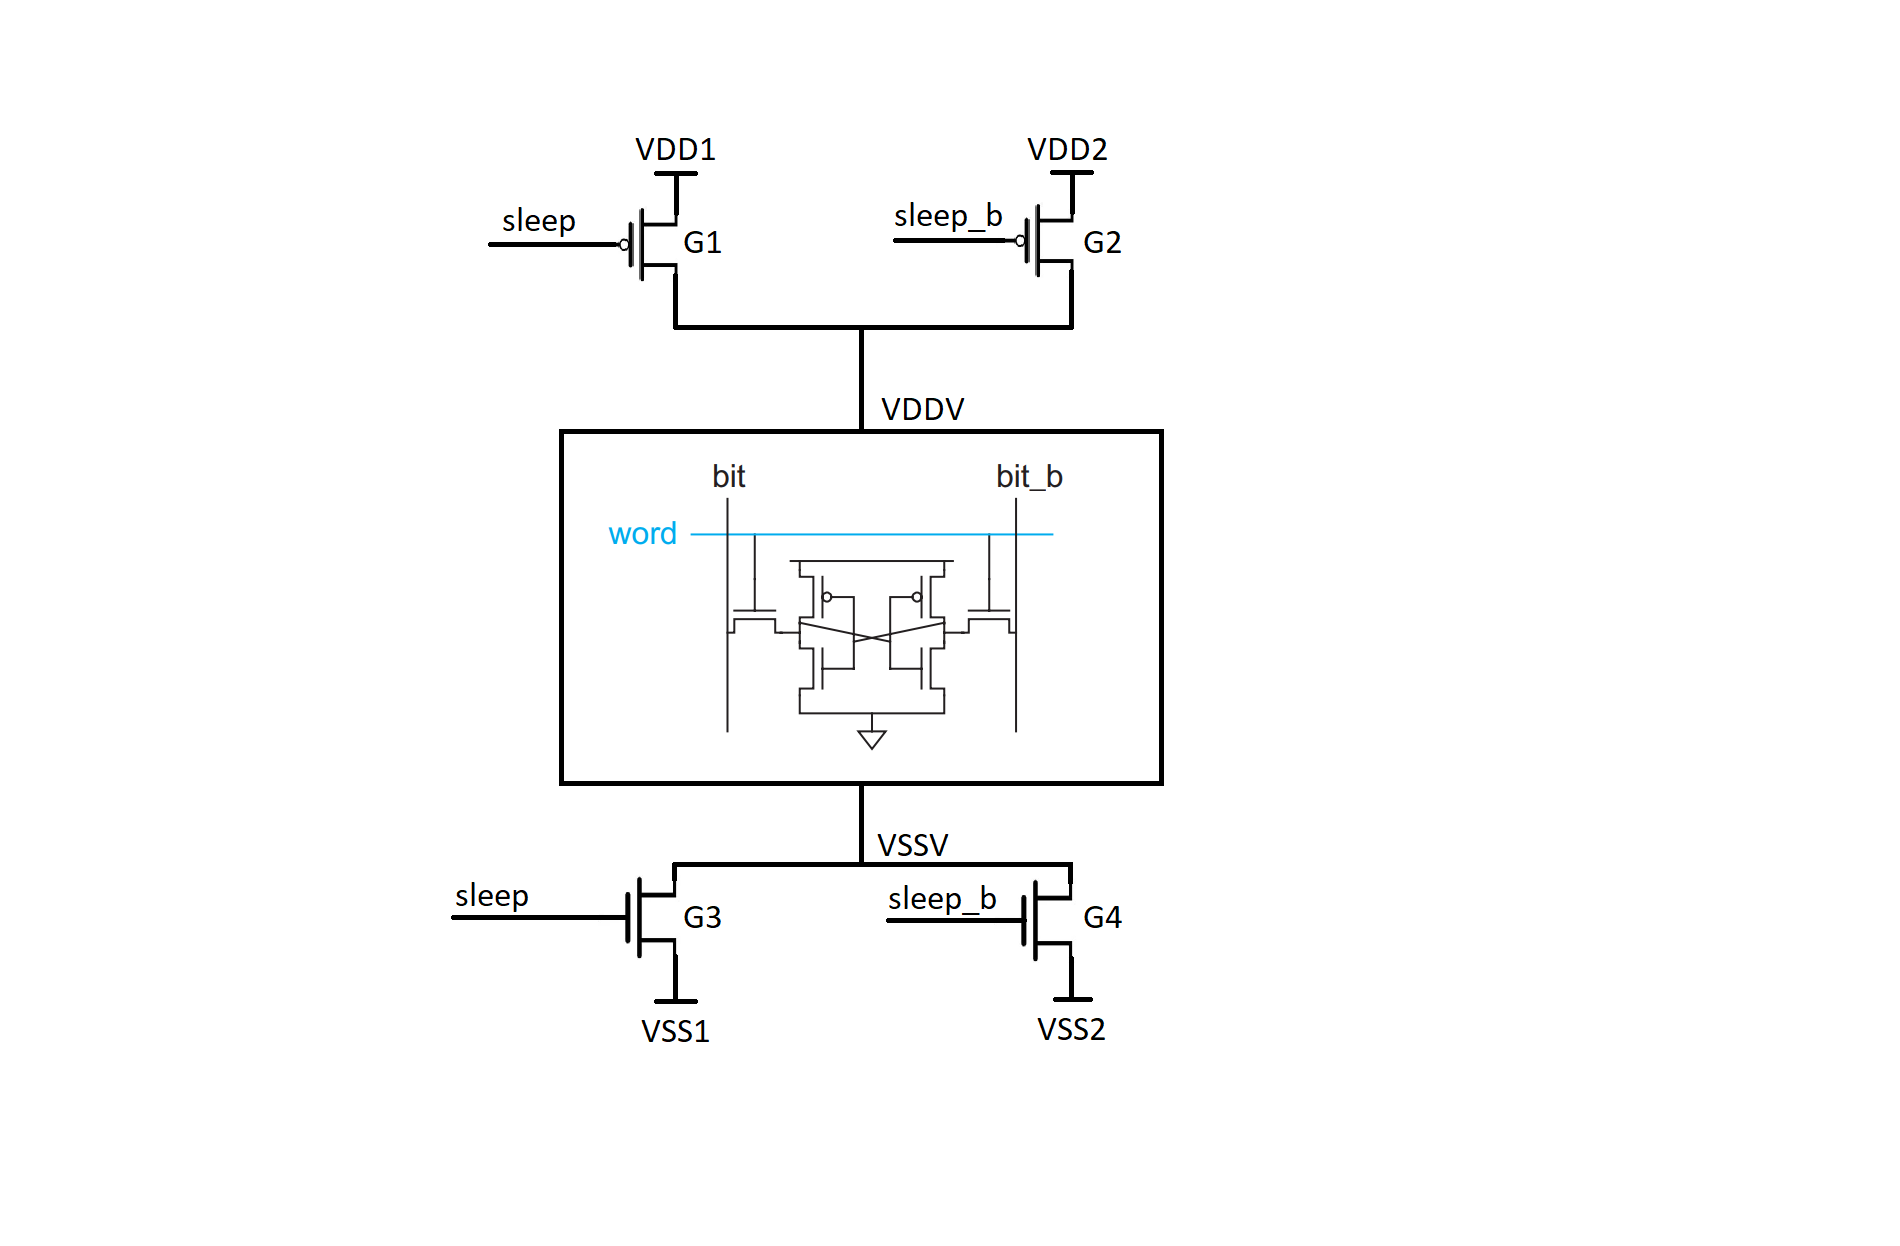 VDD1
VDD2
sleep
G1
sleep_b
G2
VDDV
bit
bit_b
word
VSSV
sleep
G3
sleep_b
G4
VSS1
VSS2